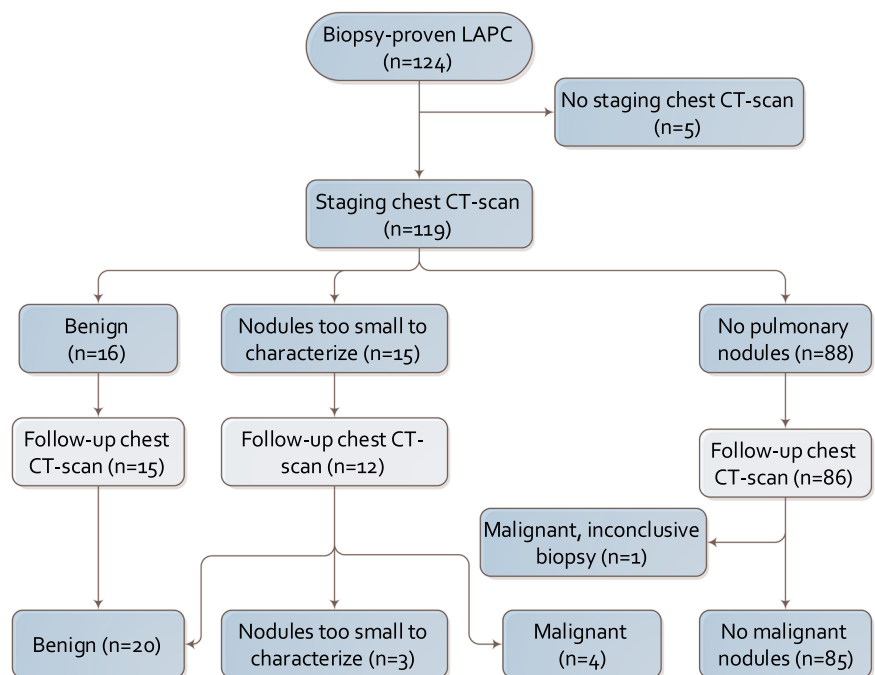 Biopsy-proven LAPC
(n=124)
No staging chest CT-scan
(n=5)
Staging chest CT-scan
(n=119)
Benign
(n=16)
Nodules too small to
characterize (n=15)
No pulmonary
nodules (n=88)
Follow-up chest
CT-scan (n=15)
Follow-up chest CT-
scan (n=12)
Follow-up chest
CT-scan (n=86)
Malignant, inconclusive
biopsy (n=1)
Benign (n=20)
Nodules too small to
characterize (n=3)
Malignant
(n=4)
No malignant
nodules (n=85)